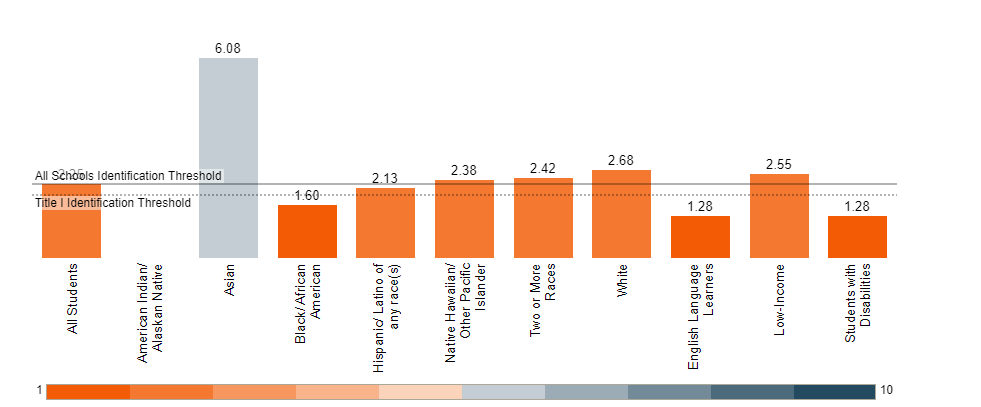 6.08
2.68
2.55
2.42
2.38
2.13
All Schools Identification Threshold
1.60
Title I Identification Threshold
1.28
1.28
All Students
American Indian/
Alaskan Native
Asian
Black/ African
American
Hispanic/ Latino of
any race(s)
Native Hawaiian/
Other Pacific
Islander
Two or More
Races
White
English Language
Learners
Low-Income
Students with
Disabilities
1
10